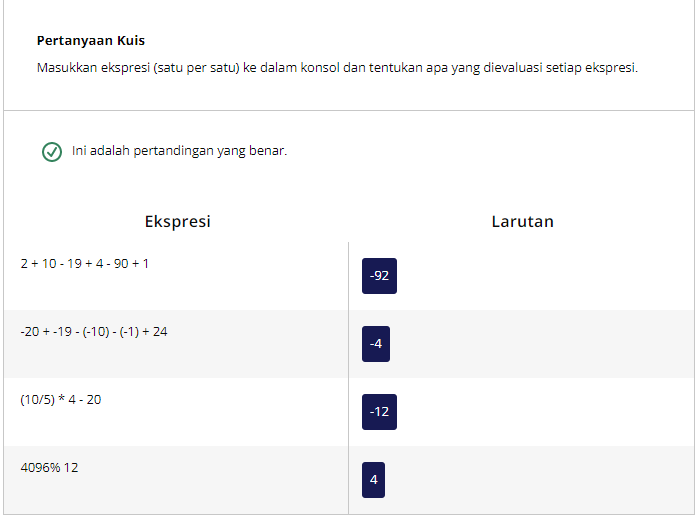 Pertanyaan Kuis
Masukkan ekspresi (satu per satu) ke dalam konsol dan tentukan apa yang dievaluasi setiap ekspresi.
Ini adalah pertandingan yang benar.
Ekspresi Larutan
2 + 10 - 19 + 4 - 90 + 1 -92
-20 + -19 - (-10) - (-1) + 24 -4
(10/5) * 4 - 20 -12
4096% 12 4